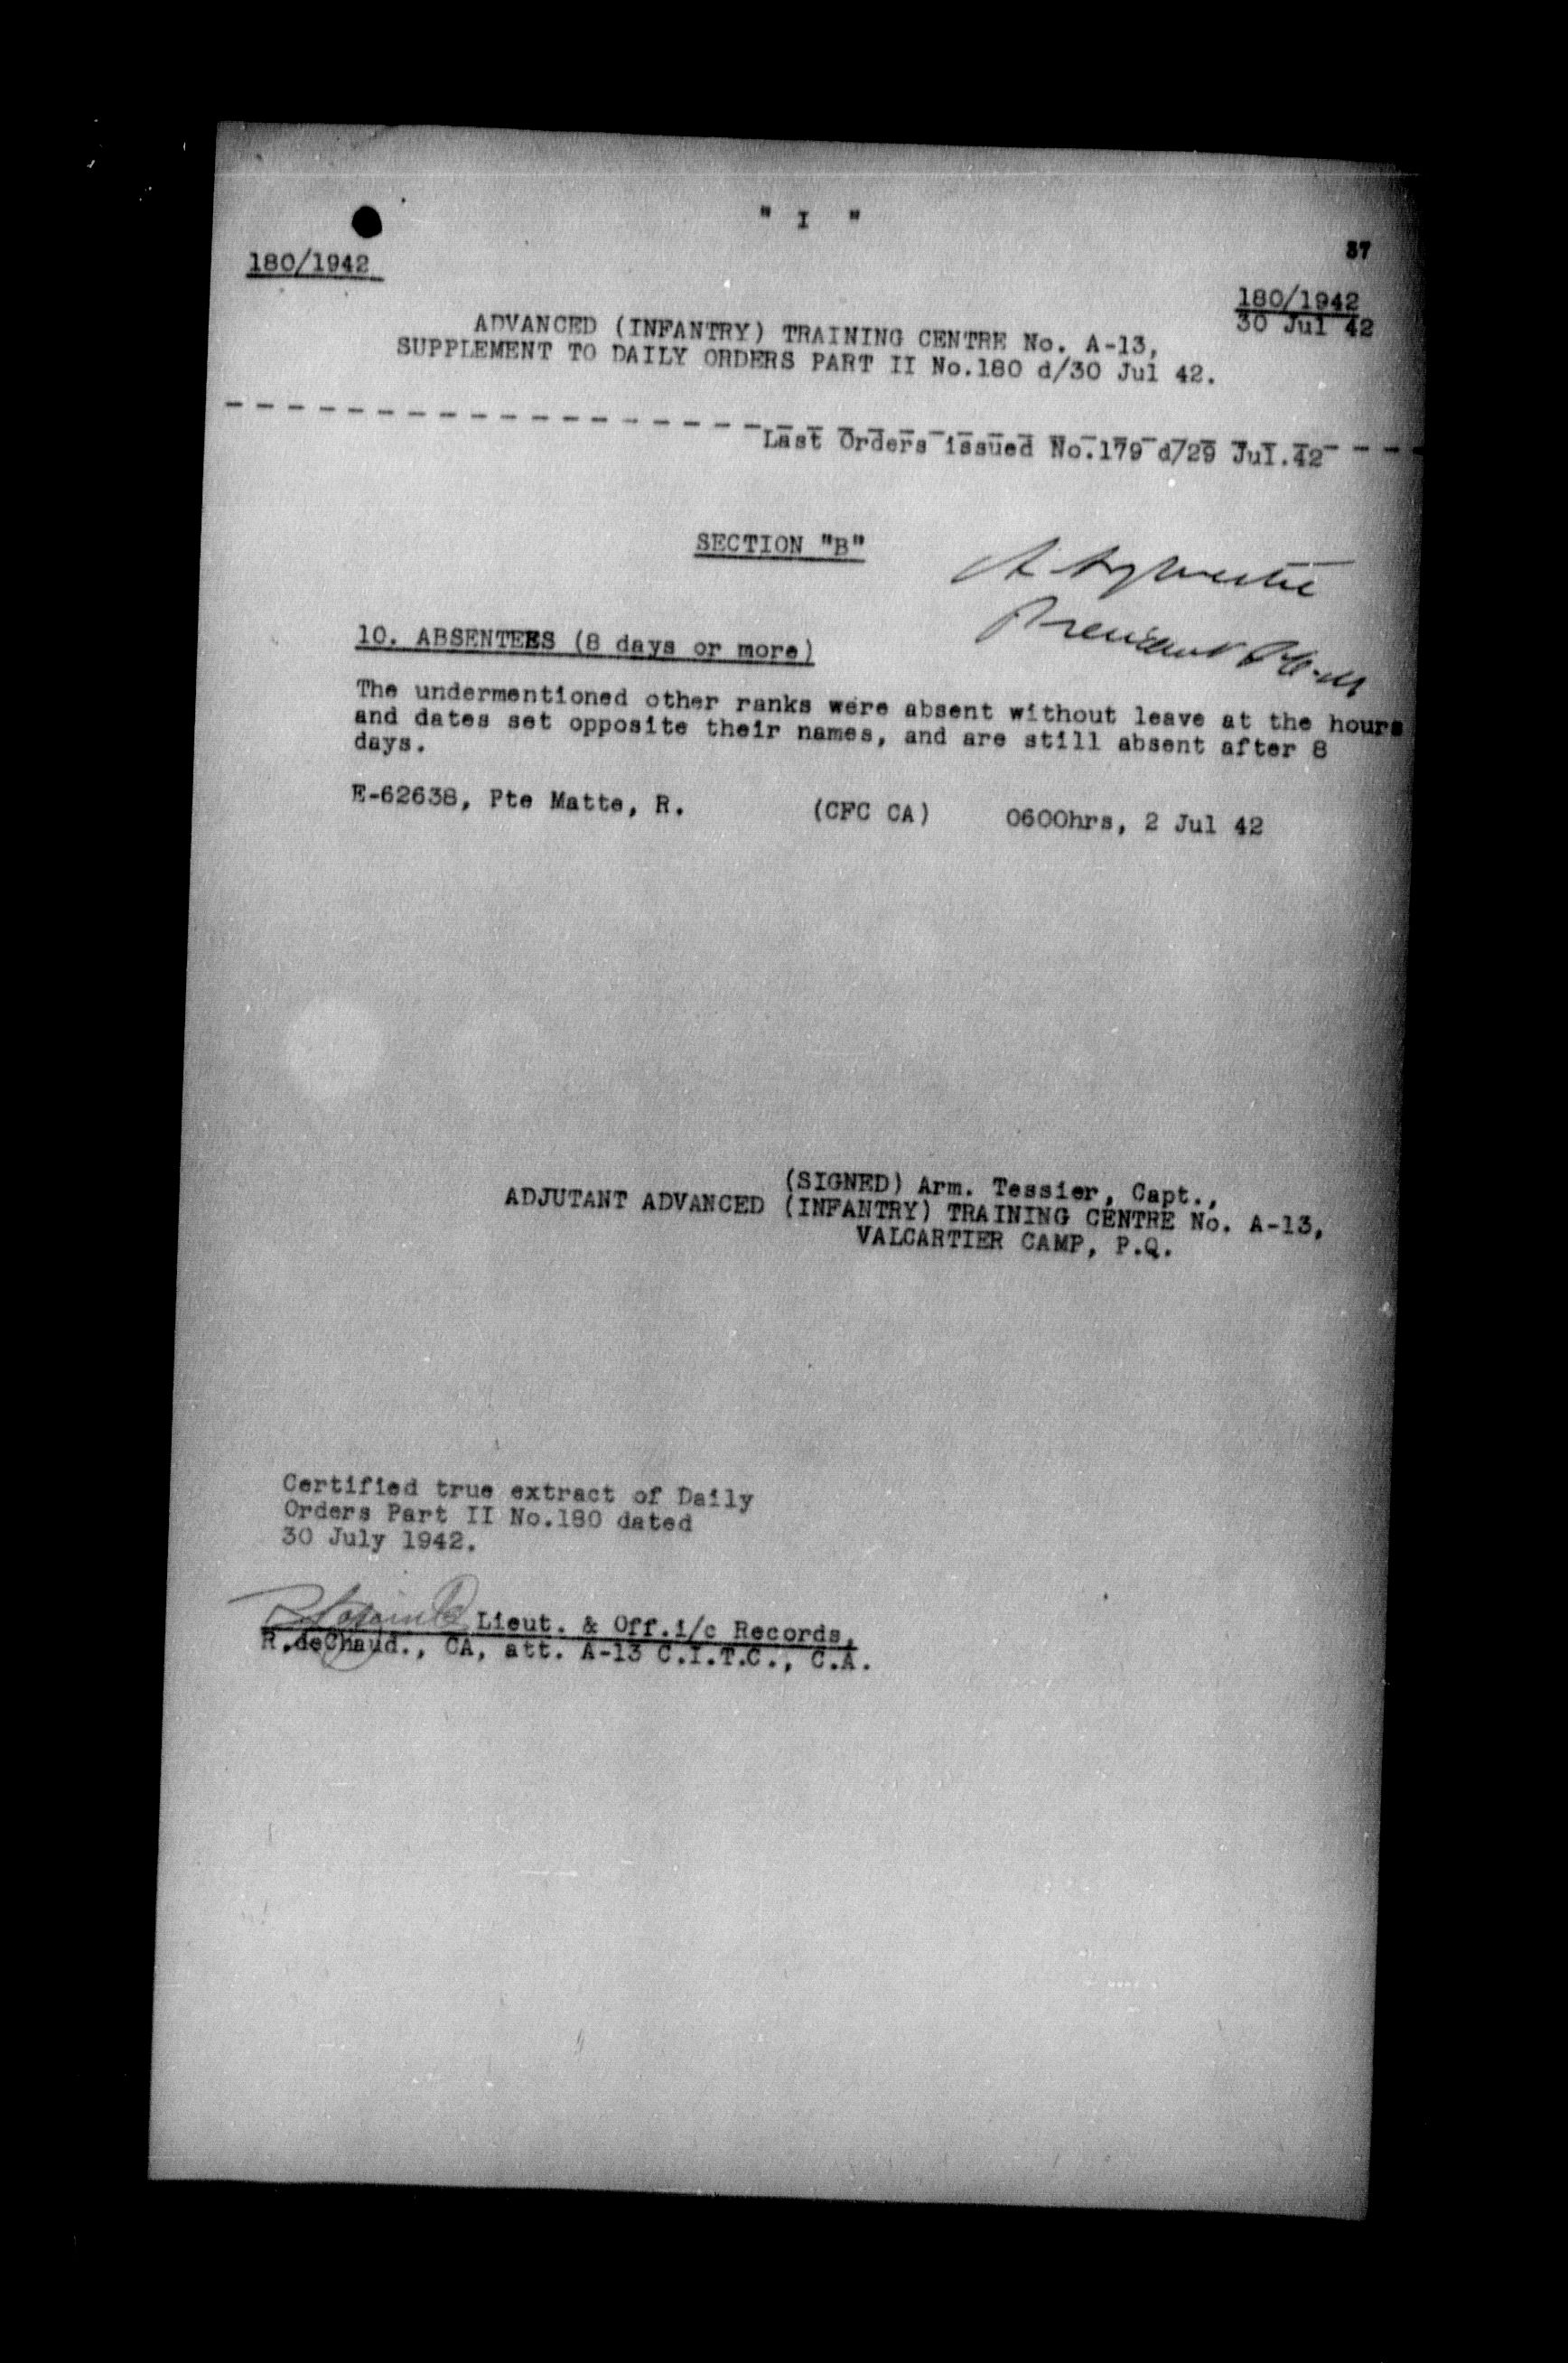 " I "
37
180/1942
180/1942
30 Jul 42
ADVANCED (INFANTRY) TRAINING CENTRE No. A-13,
SUPPLEMENT TO DAILY ORDERS PART II No.180 d/30 Jul 42.
Last Orders issued No.179 d/29 Jul.42
SECTION "B"
President
10. ABSENTEES (8 days or more)
The undermentioned other ranks were absent without leave at the hours
and dates set opposite their names, and are still absent after 8
days.
E-62638, Pte Matte, R. (CFC CA) 0600hrs, 2 Jul 42
(SIGNED) Arm. Tessier, Capt.,
ADJUTANT ADVANCED (INFANTRY) TRAINING CENTRE No. A-13,
VALCARTIER CAMP, P.Q.
Certified true extract of Daily
Orders Part II No.180 dated
30 July 1942.
Lieut. & Off.i/c Records,
R.deChaud., CA, att. A-13 C.I.T.C., C.A.